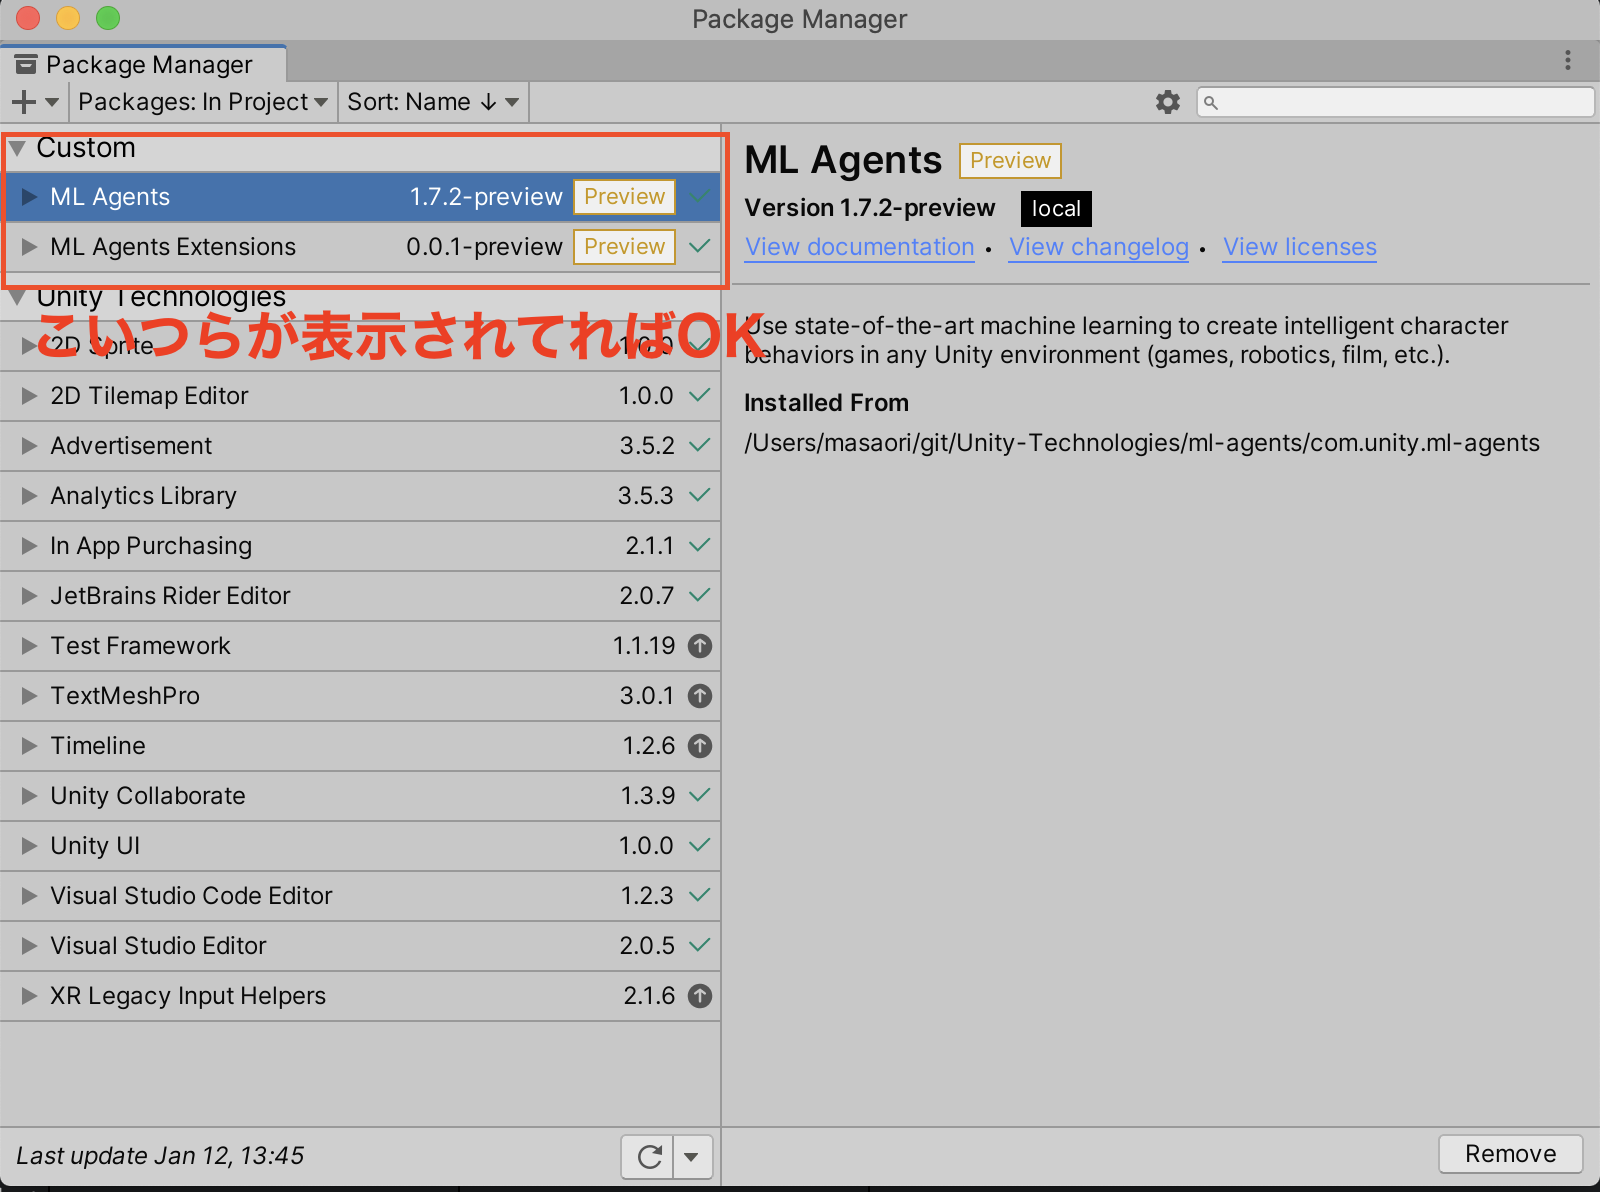 Package Manager
Package Manager
Packages: In Project
Sort: Name ↓
Custom
ML Agents 1.7.2-preview Preview
ML Agents Extensions 0.0.1-preview Preview
Unity Technologies
こいつらが表示されてればOK
2D Sprite 1.0.0
2D Tilemap Editor 1.0.0
Advertisement 3.5.2
Analytics Library 3.5.3
In App Purchasing 2.1.1
JetBrains Rider Editor 2.0.7
Test Framework 1.1.19
TextMeshPro 3.0.1
Timeline 1.2.6
Unity Collaborate 1.3.9
Unity UI 1.0.0
Visual Studio Code Editor 1.2.3
Visual Studio Editor 2.0.5
XR Legacy Input Helpers 2.1.6
Last update Jan 12, 13:45
ML Agents Preview
Version 1.7.2-preview local
View documentation • View changelog • View licenses
Use state-of-the-art machine learning to create intelligent character
behaviors in any Unity environment (games, robotics, film, etc.).
Installed From
/Users/masaori/git/Unity-Technologies/ml-agents/com.unity.ml-agents
Remove